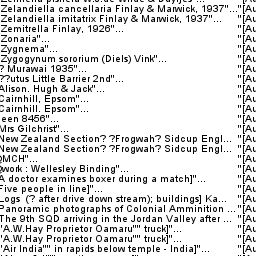 Zelandiella cancellaria Finlay & Marwick, 1937"... "[Au
Zelandiella imitatrix Finlay & Marwick, 1937"... "[Au
Zemitrella Finlay, 1926"... "[Au
Zonaria"... "[Au
Zygnema"... "[Au
Zygogynum sororium (Diels) Vink"... "[Au
? Murawai 1935"... "[Au
??utus Little Barrier 2nd"... "[Au
Alison. Hugh & Jack"... "[Au
Cairnhill, Epsom"... "[Au
Cairnhill. Epsom"... "[Au
een 8456"... "[Au
Mrs Gilchrist"... "[Au
New Zealand Section? ?Frogwah? Sidcup Engl... "[Au
New Zealand Section? ?Frogwah? Sidcup Engl... "[Au
QMCH"... "[Au
work : Wellesley Binding"... "[Au
A doctor examines boxer during a match]"... "[Au
Five people in line]"... "[Au
Logs (? after drive down stream); buildings] Ka... "[Au
Panoramic photographs of Colonial Amminition ... "[Au
The 9th SQD arriving in the Jordan Valley after ... "[Au
"A.W.Hay Proprietor Oamaru"" truck]"... "[Au
"A.W.Hay Proprietor Oamaru"" truck]"... "[Au
"Air India"" in rapids below temple - India]"... "[Au